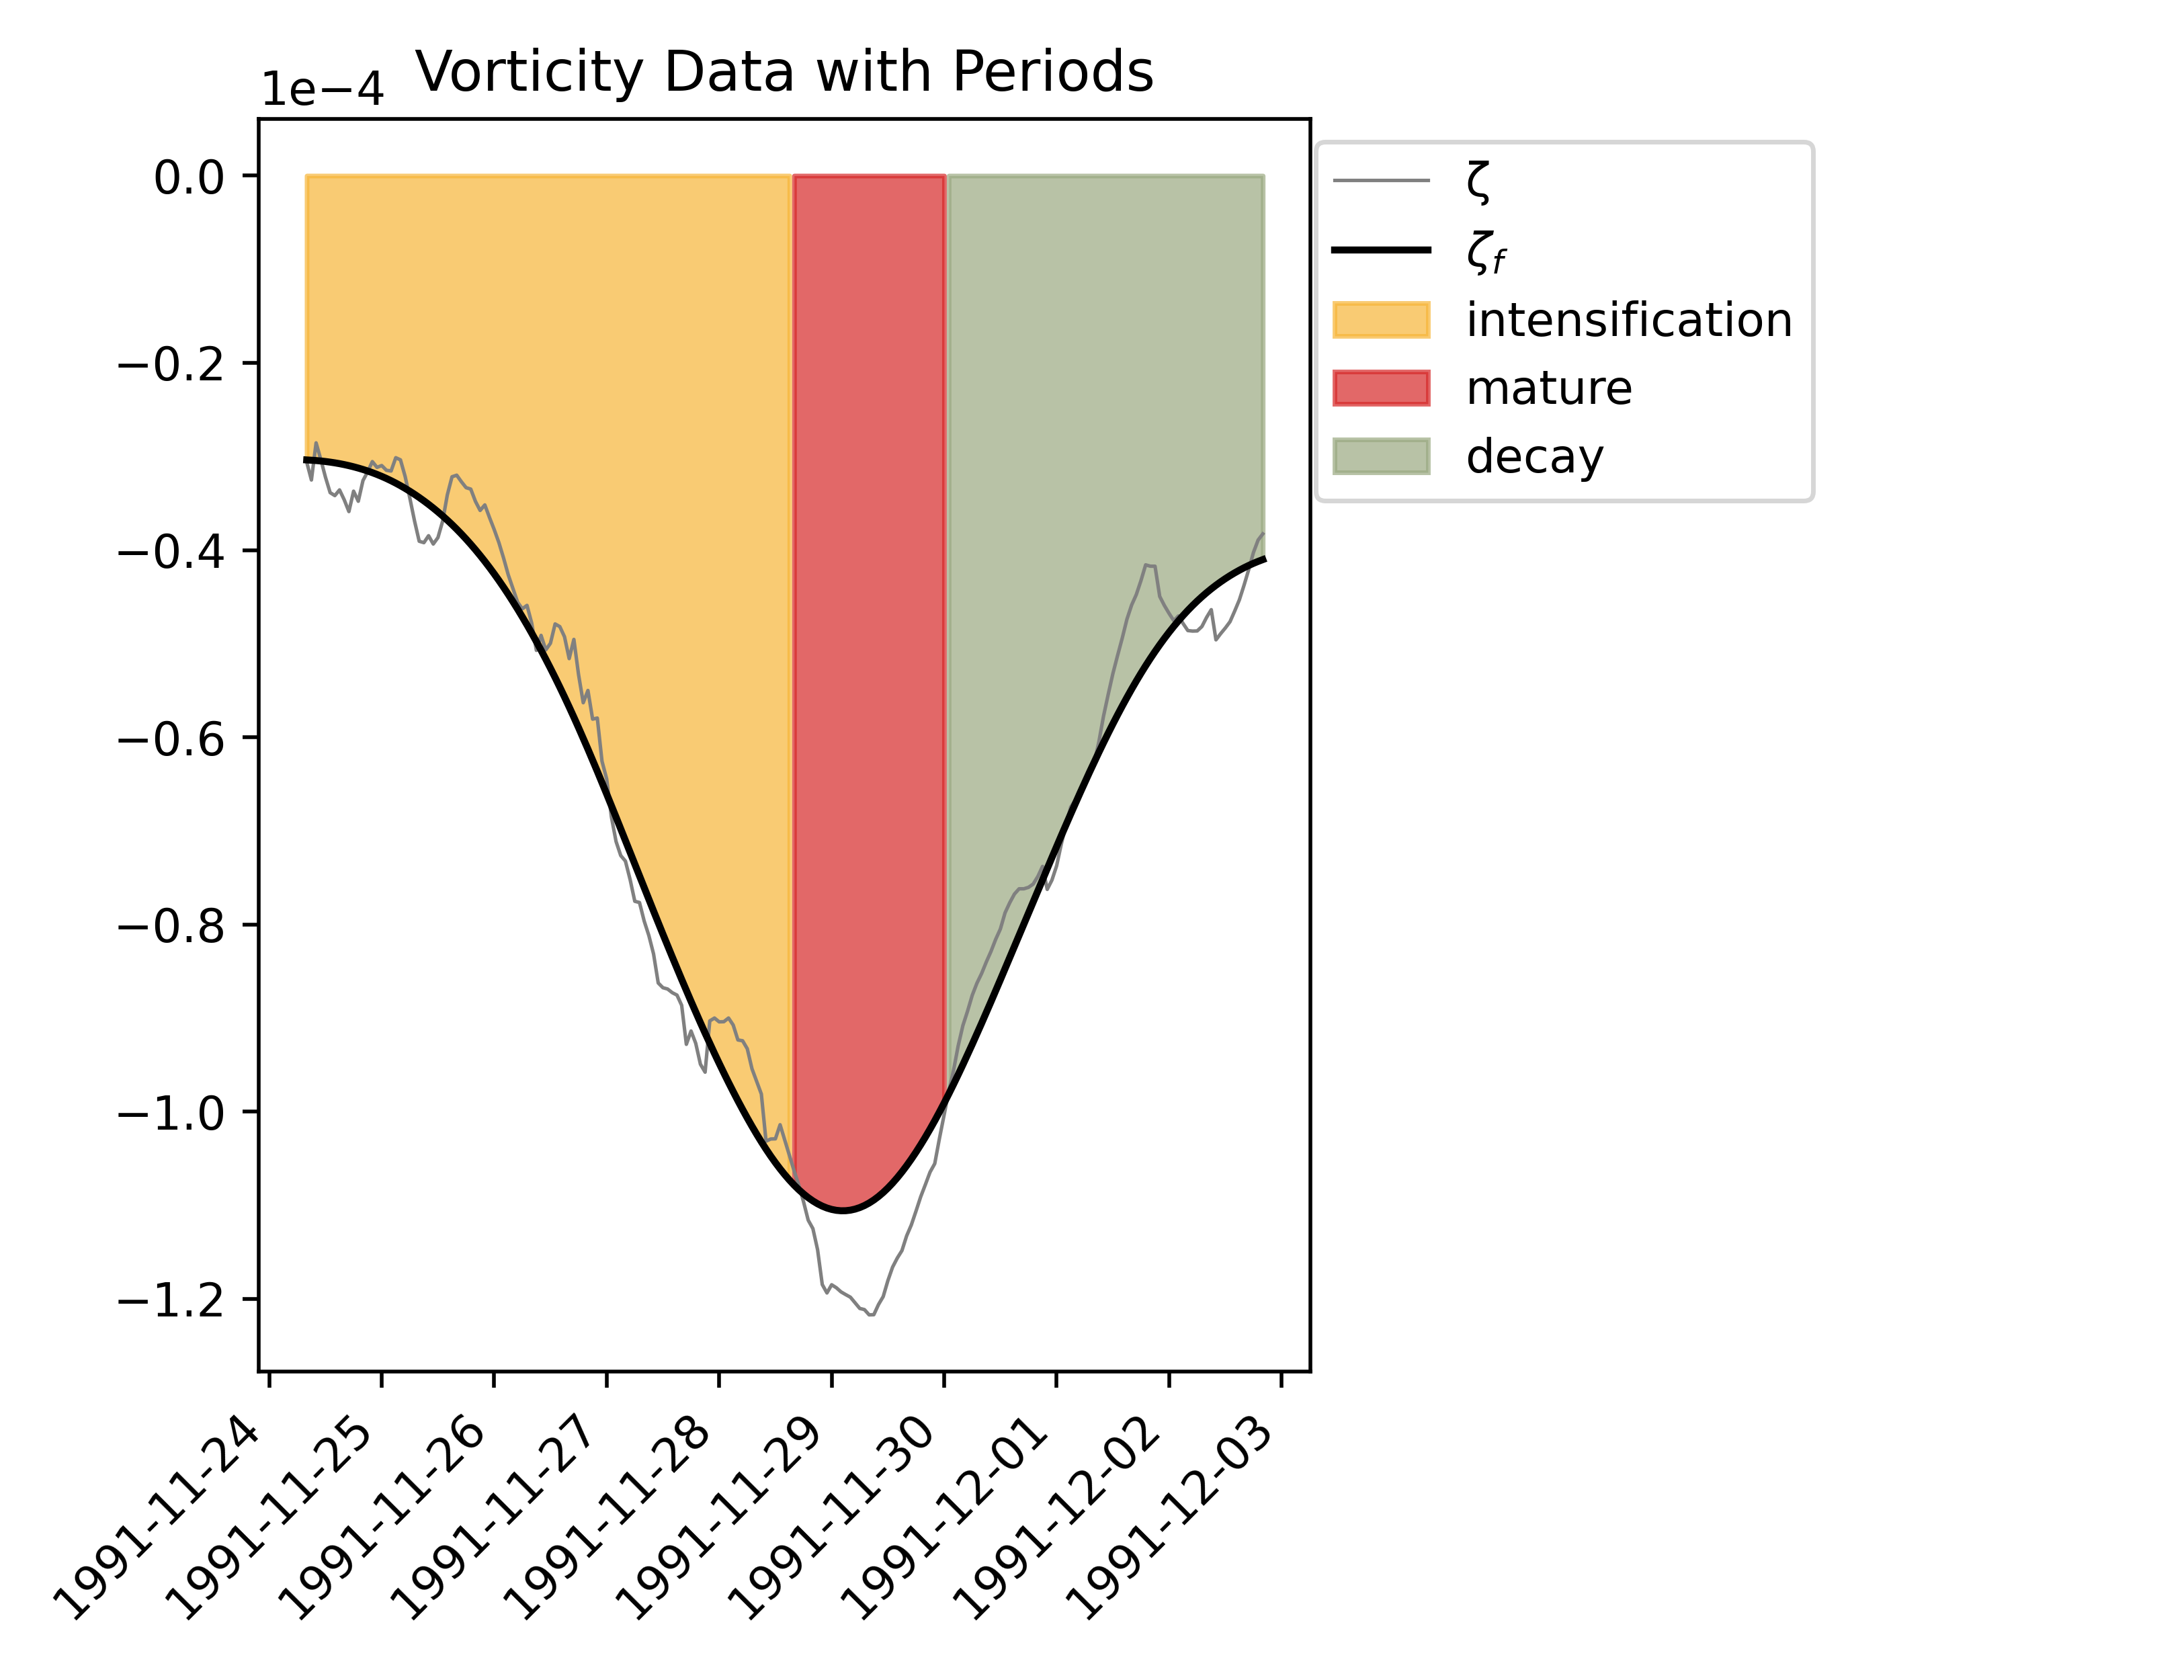 Vorticity Data with Periods
1e−4
0.0
−0.2
−0.4
−0.6
−0.8
−1.0
−1.2
1991-11-24
1991-11-25
1991-11-26
1991-11-27
1991-11-28
1991-11-29
1991-11-30
1991-12-01
1991-12-02
1991-12-03
ζ
ζ_f
intensification
mature
decay